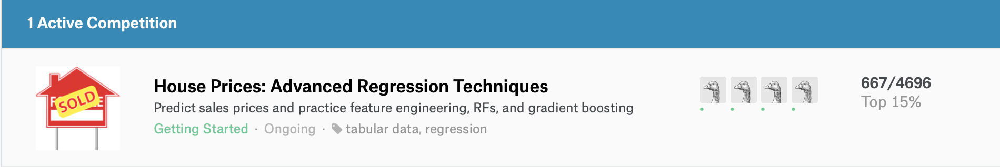 1 Active Competition
SOLD
House Prices: Advanced Regression Techniques
Predict sales prices and practice feature engineering, RFs, and gradient boosting
Getting Started · Ongoing · tabular data, regression
667/4696
Top 15%